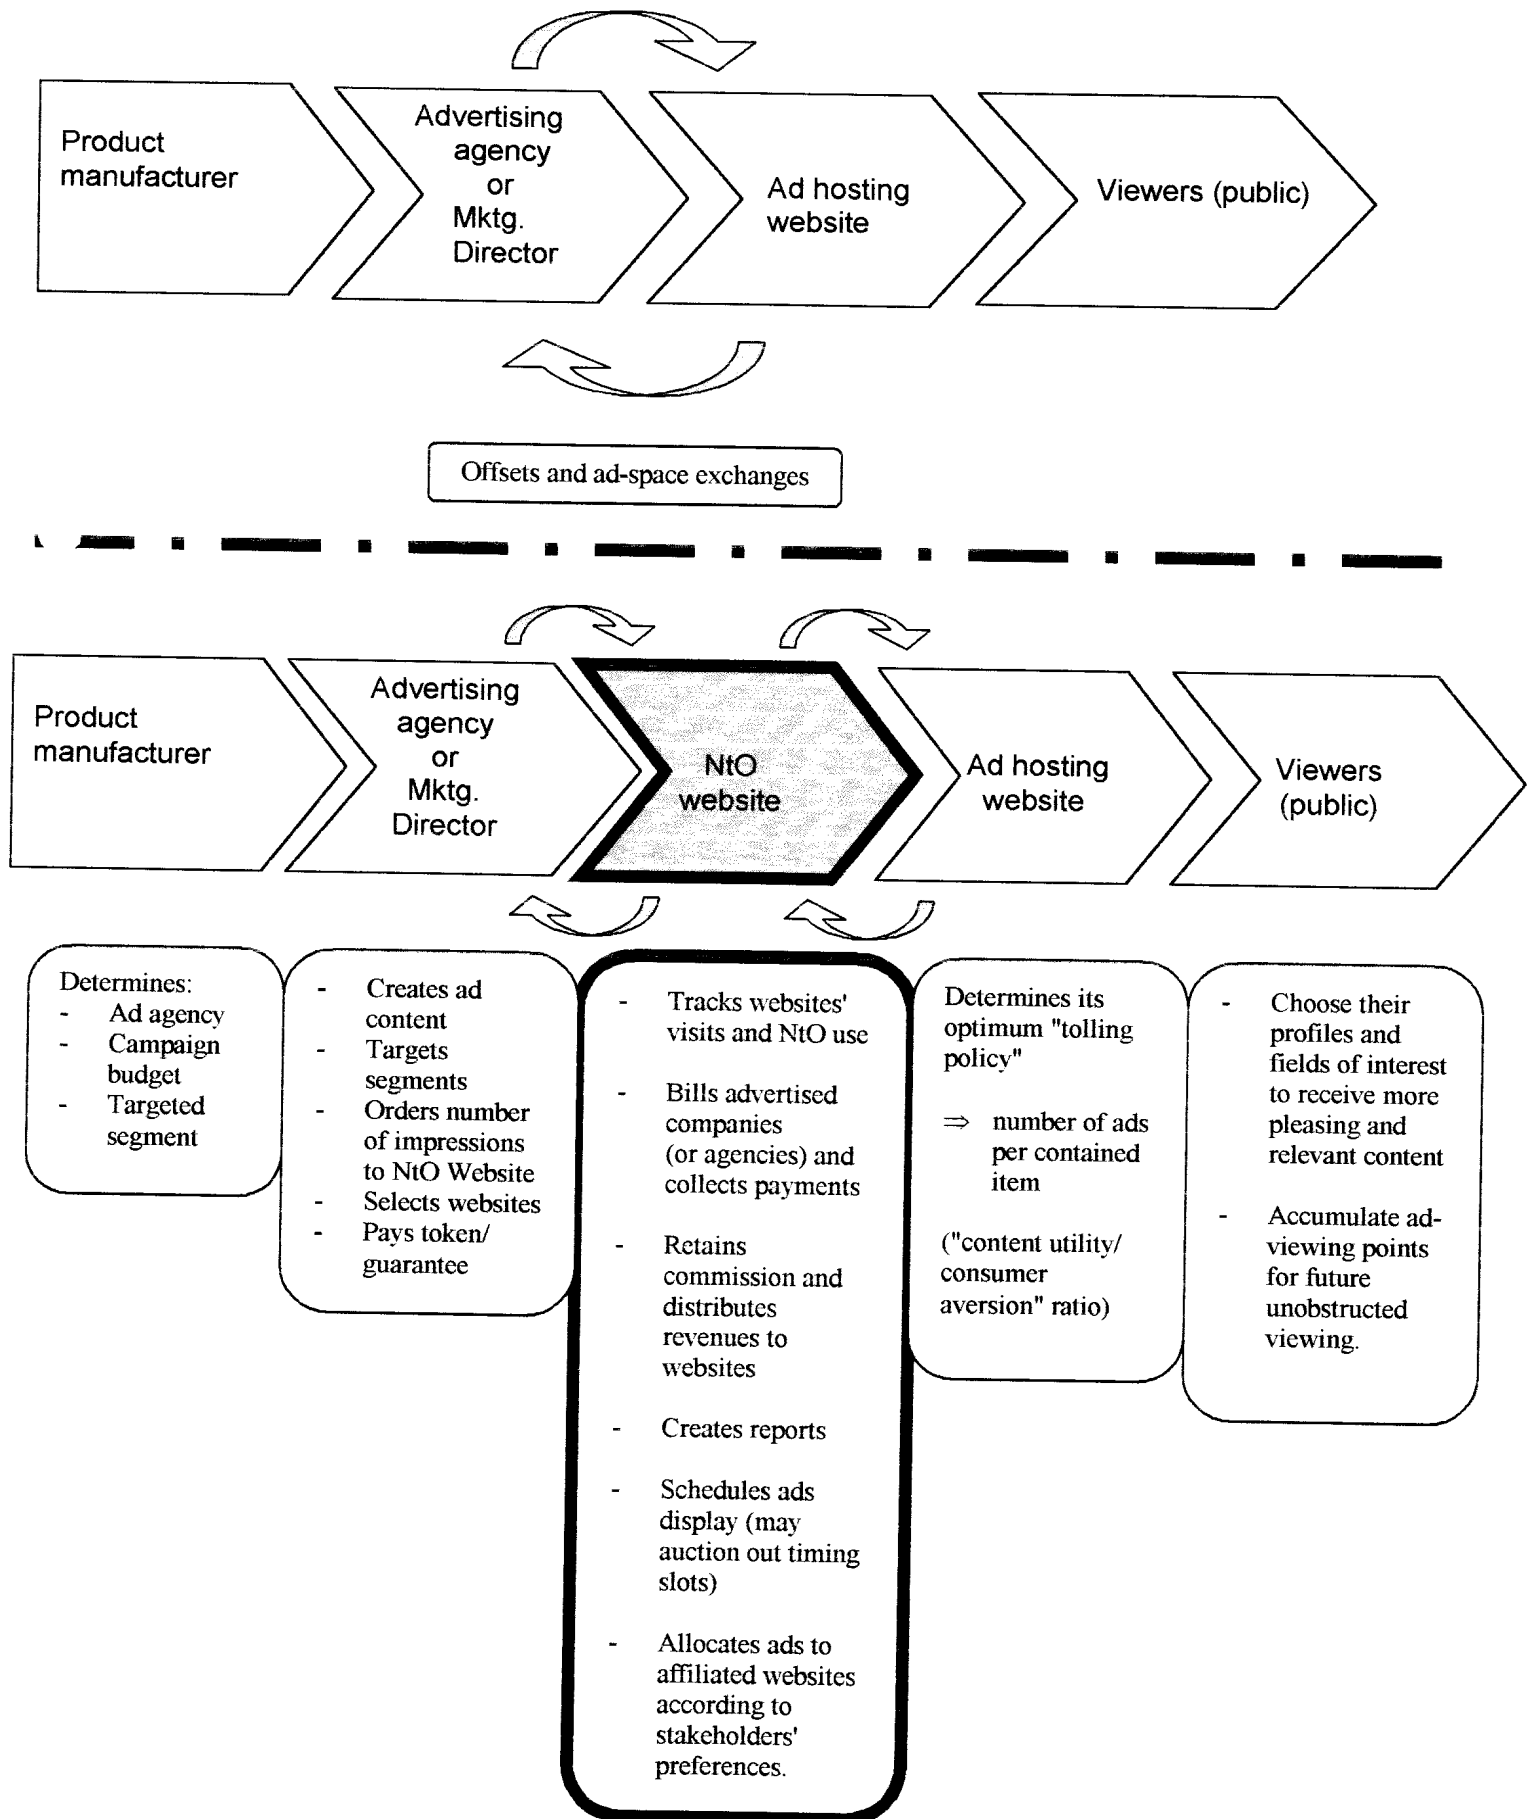 Product
manufacturer
Advertising
agency
or
Mktg.
Director
Ad hosting
website
Viewers (public)
Offsets and ad-space exchanges
Product
manufacturer
Advertising
agency
or
Mktg.
Director
NtO
website
Ad hosting
website
Viewers
(public)
Determines:
- Ad agency
- Campaign
budget
- Targeted
segment
- Creates ad
content
- Targets
segments
- Orders number
of impressions
to NtO Website
- Selects websites
- Pays token/
guarantee
- Tracks websites'
visits and NtO use
- Bills advertised
companies
(or agencies) and
collects payments
- Retains
commission and
distributes
revenues to
websites
- Creates reports
- Schedules ads
display (may
auction out timing
slots)
- Allocates ads to
affiliated websites
according to
stakeholders'
preferences.
Determines its
optimum "tolling
policy"
⇒ number of ads
per contained
item
("content utility/
consumer
aversion" ratio)
- Choose their
profiles and
fields of interest
to receive more
pleasing and
relevant content
- Accumulate ad-
viewing points
for future
unobstructed
viewing.